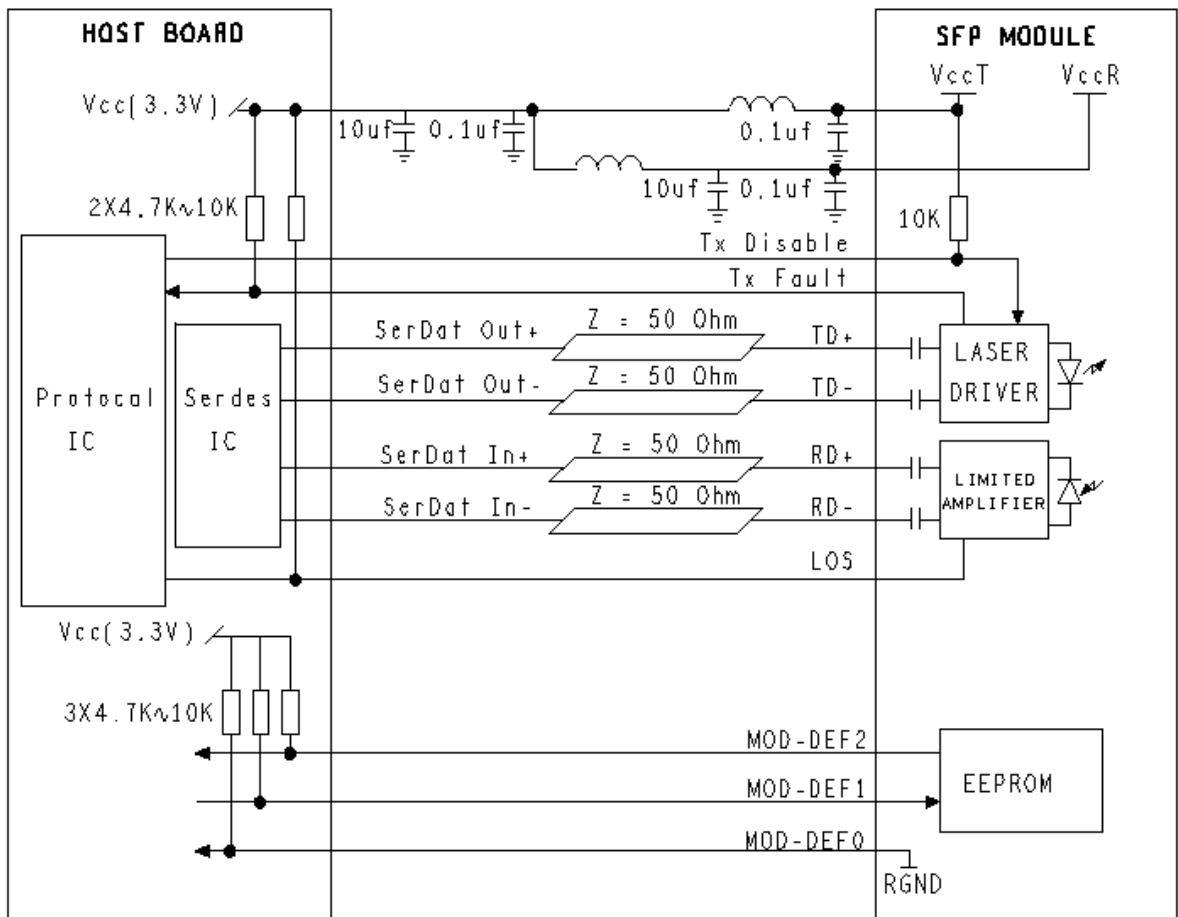 HOST BOARD
SFP MODULE
VccT
VccR
Vcc(3.3V)
10uf
0.1uf
0.1uf
10uf
0.1uf
2X4.7K~10K
10K
Tx Disable
Tx Fault
Z = 50 Ohm
SerDat Out+
TD+
LASER
DRIVER
Z = 50 Ohm
SerDat Out-
TD-
Protocal
IC
Serdes
IC
Z = 50 Ohm
SerDat In+
RD+
LIMITED
AMPLIFIER
Z = 50 Ohm
SerDat In-
RD-
LOS
Vcc(3.3V)
3X4.7K~10K
MOD-DEF2
EEPROM
MOD-DEF1
MOD-DEF0
RGND